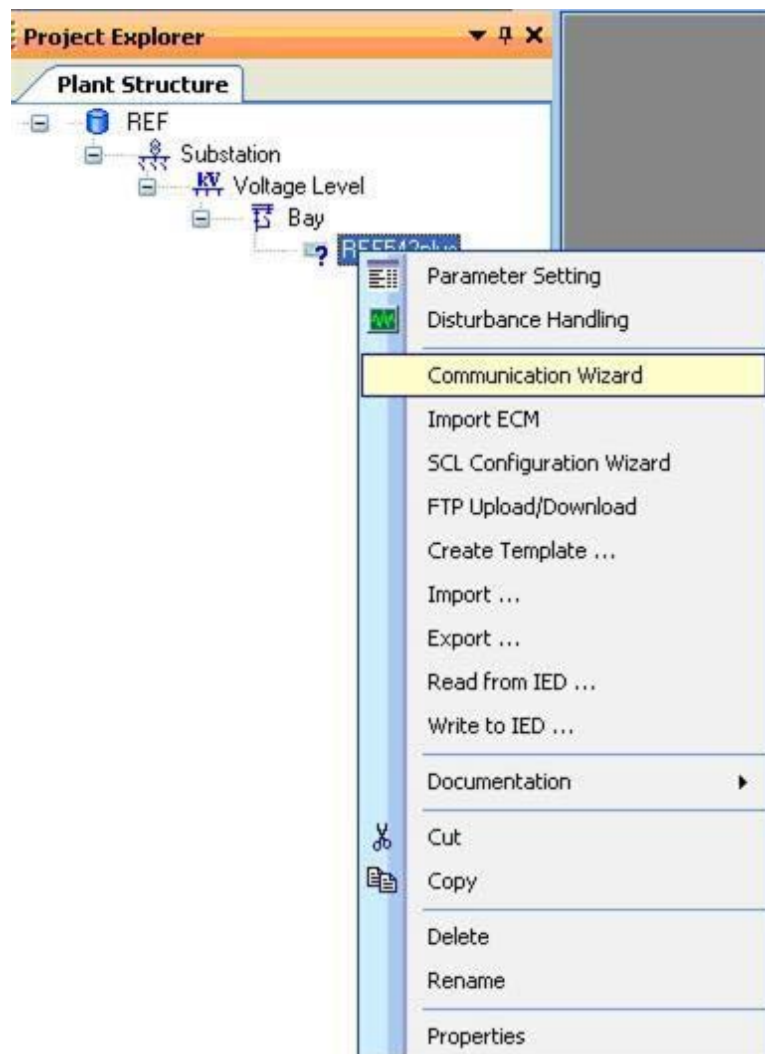 Project Explorer
Plant Structure
REF
Substation
kV Voltage Level
Bay
REF542plus
Parameter Setting
Disturbance Handling
Communication Wizard
Import ECM
SCL Configuration Wizard
FTP Upload/Download
Create Template ...
Import ...
Export ...
Read from IED ...
Write to IED ...
Documentation
Cut
Copy
Delete
Rename
Properties